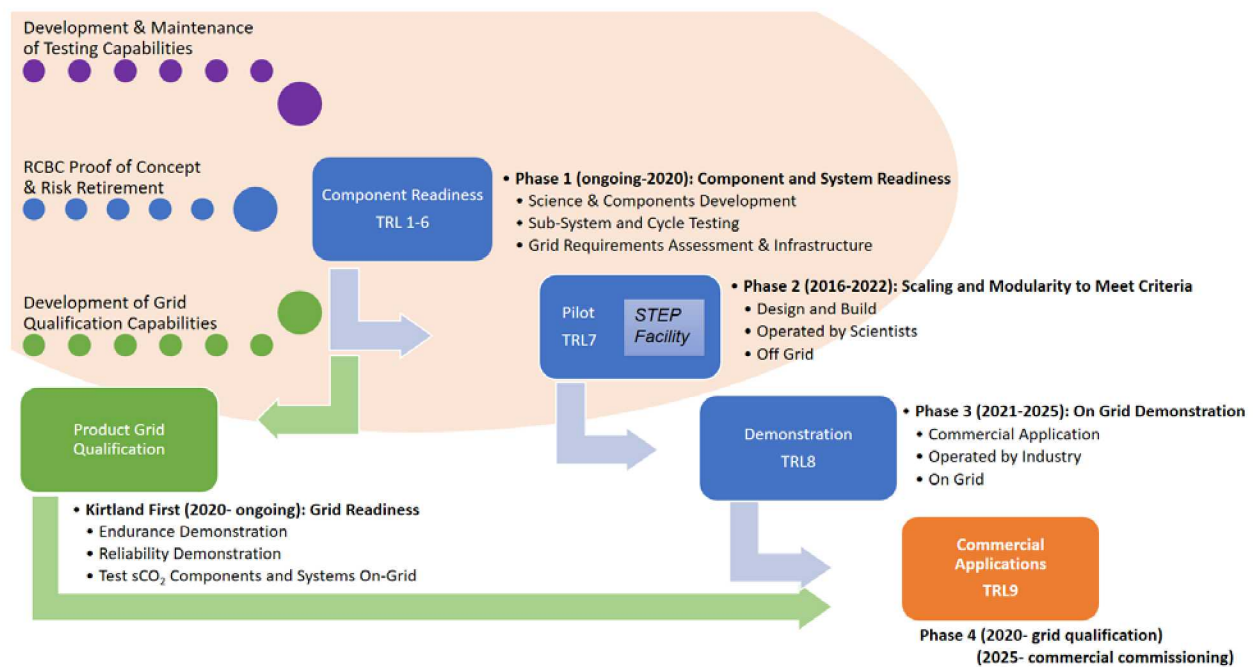 Development & Maintenance
of Testing Capabilities
RCBC Proof of Concept
& Risk Retirement
Component Readiness
TRL 1-6
• Phase 1 (ongoing-2020): Component and System Readiness
• Science & Components Development
• Sub-System and Cycle Testing
• Grid Requirements Assessment & Infrastructure
Development of Grid
Qualification Capabilities
Pilot
TRL7
STEP
Facility
• Phase 2 (2016-2022): Scaling and Modularity to Meet Criteria
• Design and Build
• Operated by Scientists
• Off Grid
Product Grid
Qualification
Demonstration
TRL8
• Phase 3 (2021-2025): On Grid Demonstration
• Commercial Application
• Operated by Industry
• On Grid
• Kirtland First (2020- ongoing): Grid Readiness
• Endurance Demonstration
• Reliability Demonstration
• Test sCO₂ Components and Systems On-Grid
Commercial
Applications
TRL9
Phase 4 (2020- grid qualification)
(2025- commercial commissioning)